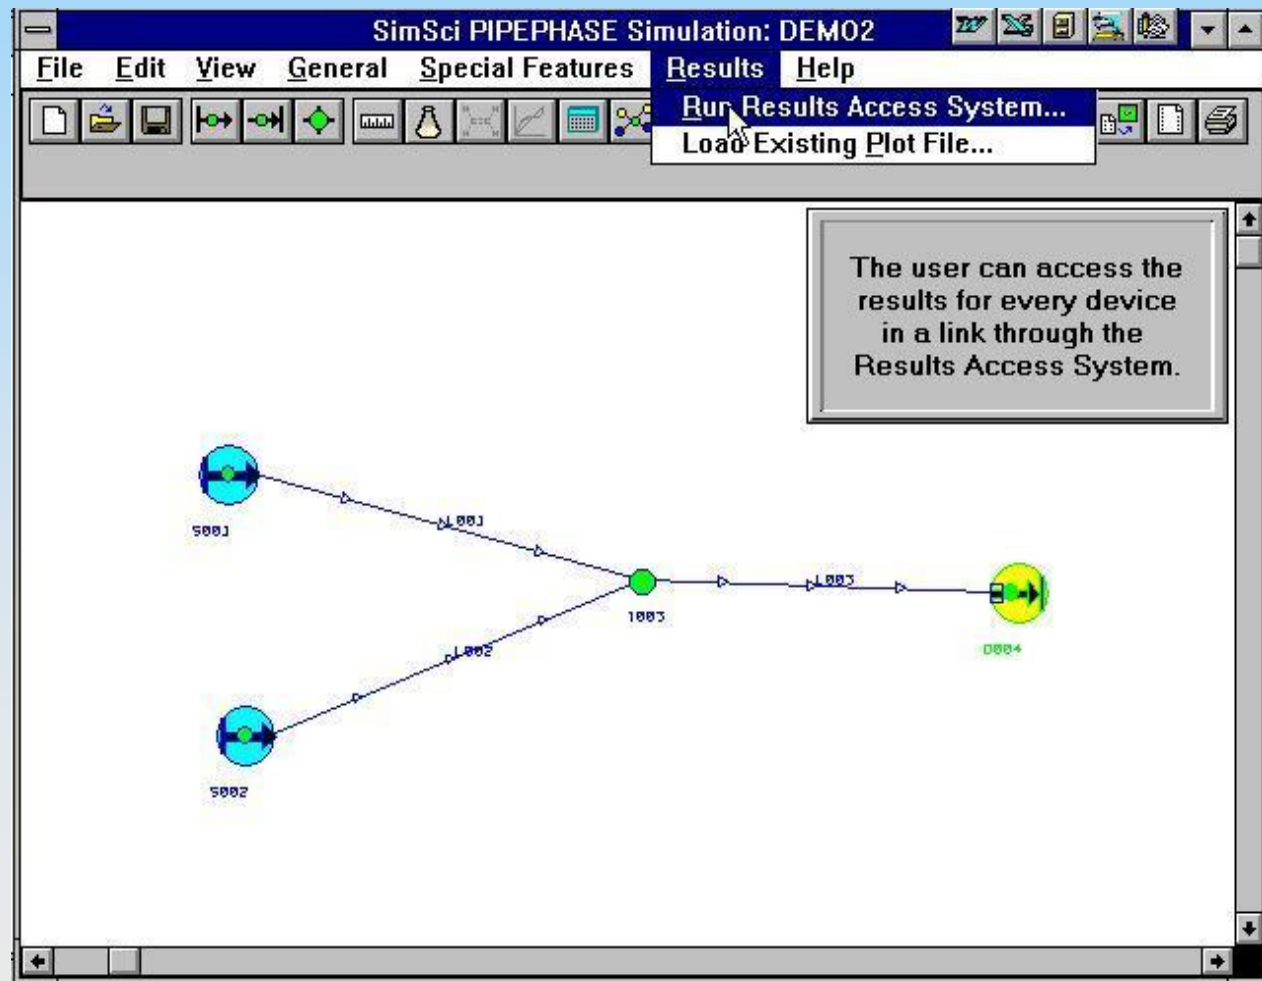 SimSci PIPEPHASE Simulation: DEMO2
File Edit View General Special Features Results Help
Run Results Access System...
Load Existing Plot File...
The user can access the
results for every device
in a link through the
Results Access System.
S001
L001
L002
S002
L003
D004